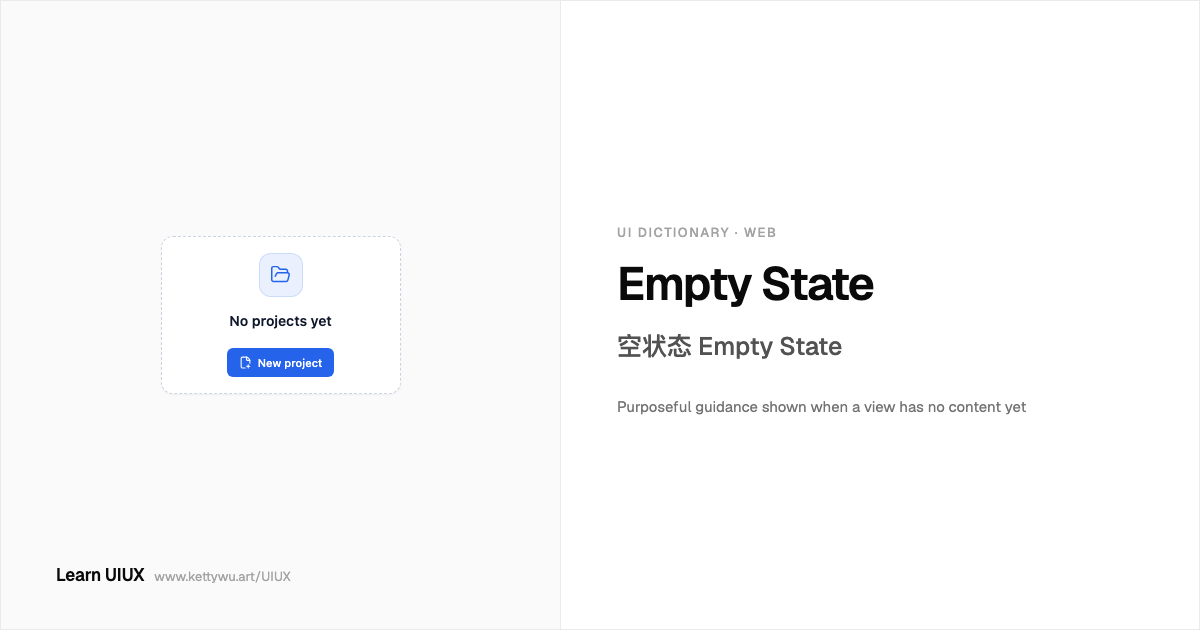 No projects yet
New project
Learn UIUX www.kettywu.art/UIUX
UI DICTIONARY · WEB
Empty State
空状态 Empty State
Purposeful guidance shown when a view has no content yet